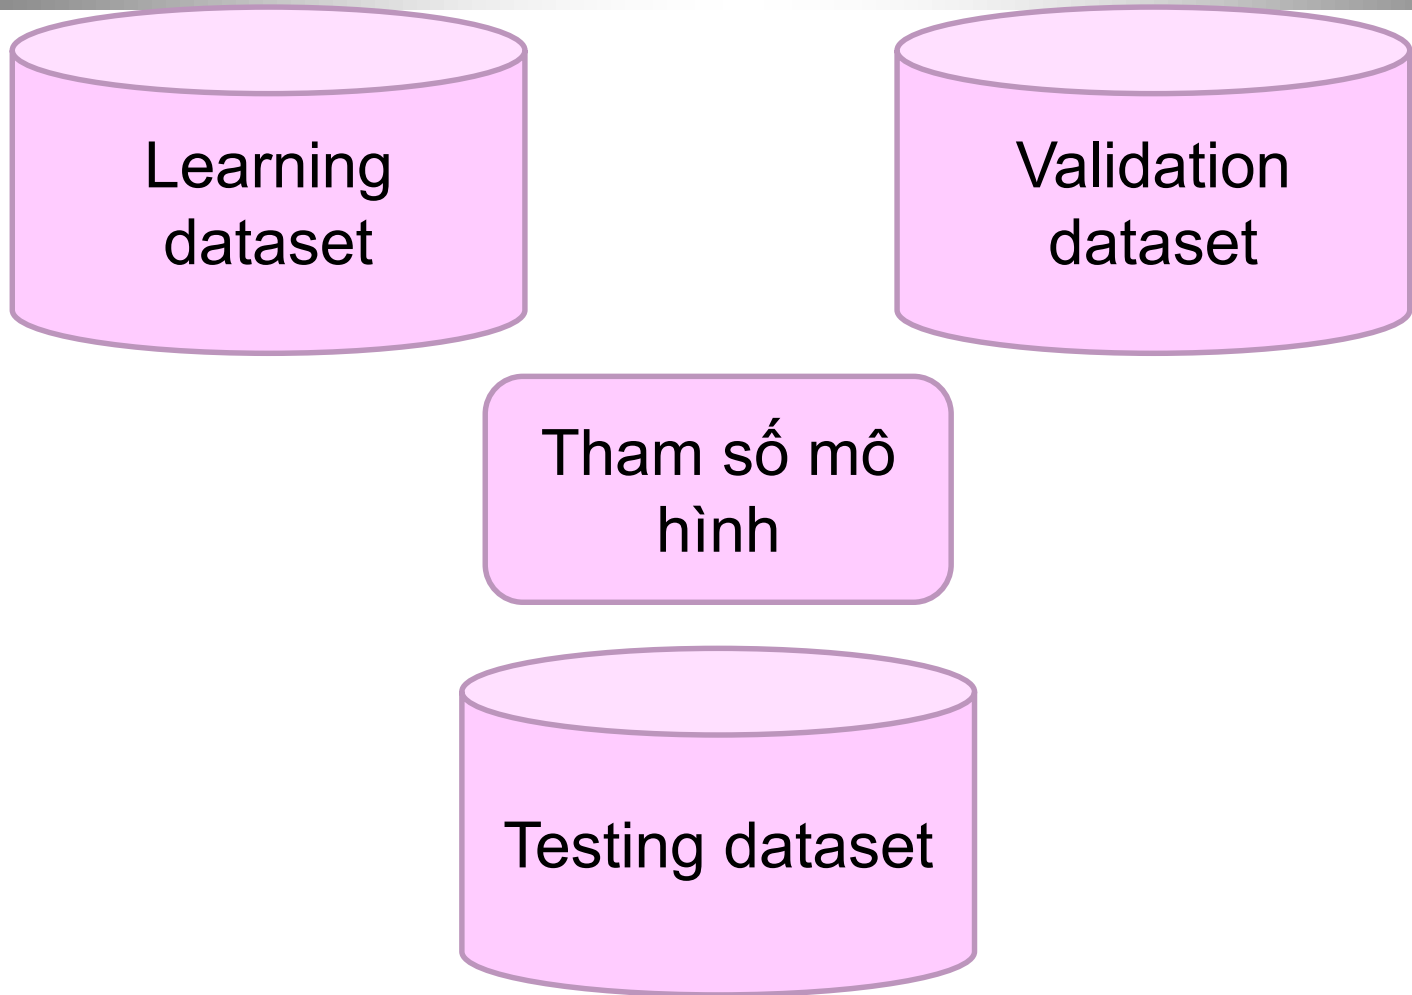 Learning
dataset
Validation
dataset
Tham số mô
hình
Testing dataset